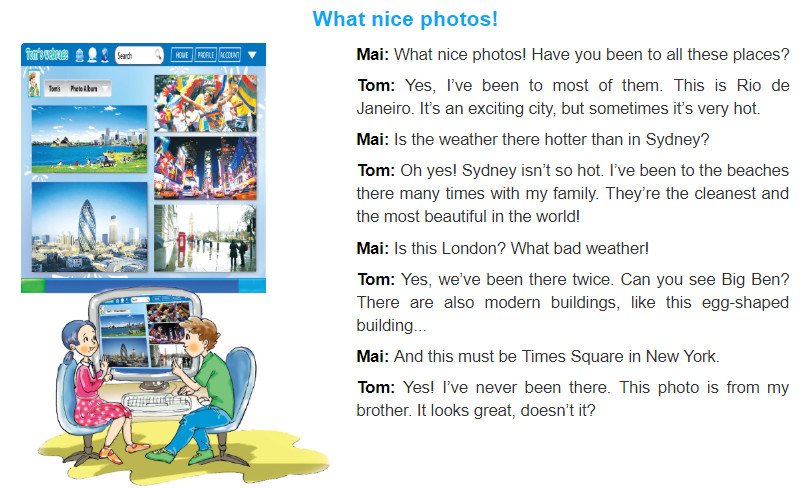 What nice photos!
Tom's webpage
Search
HOME
PROFILE
ACCOUNT
Tom's Photo Album
Mai: What nice photos! Have you been to all these places?
Tom: Yes, I've been to most of them. This is Rio de
Janeiro. It's an exciting city, but sometimes it's very hot.
Mai: Is the weather there hotter than in Sydney?
Tom: Oh yes! Sydney isn't so hot. I've been to the beaches
there many times with my family. They're the cleanest and
the most beautiful in the world!
Mai: Is this London? What bad weather!
Tom: Yes, we've been there twice. Can you see Big Ben?
There are also modern buildings, like this egg-shaped
building...
Mai: And this must be Times Square in New York.
Tom: Yes! I've never been there. This photo is from my
brother. It looks great, doesn't it?